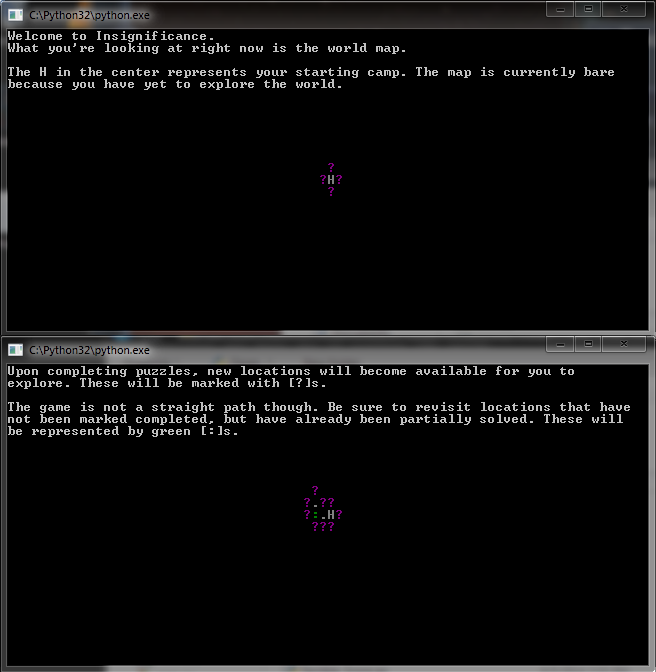 C:\Python32\python.exe
Welcome to Insignificance.
What you're looking at right now is the world map.
The H in the center represents your starting camp. The map is currently bare
because you have yet to explore the world.
?
?H?
?
C:\Python32\python.exe
Upon completing puzzles, new locations will become available for you to
explore. These will be marked with [?]s.
The game is not a straight path though. Be sure to revisit locations that have
not been marked completed, but have already been partially solved. These will
be represented by green [:]s.
?
?.??
?:.H?
???